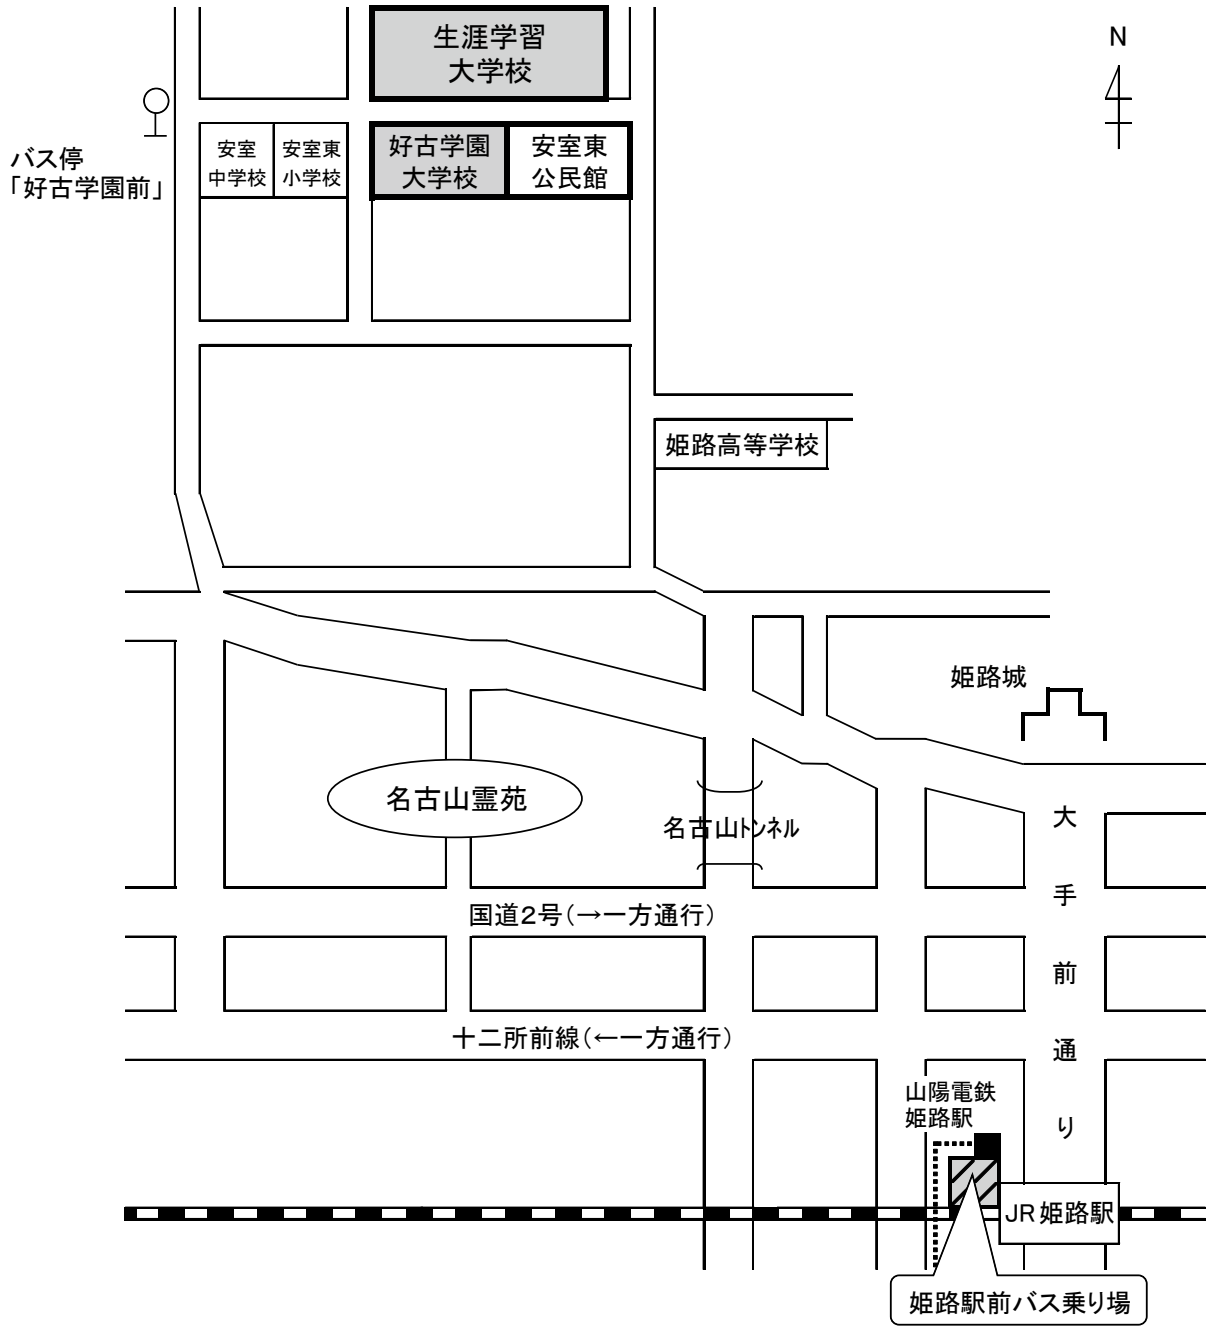 生涯学習
大学校
N
バス停
「好古学園前」
安室
中学校
安室東
小学校
好古学園
大学校
安室東
公民館
姫路高等学校
姫路城
名古山霊苑
名古山トンネル
大手前通り
国道2号(→一方通行)
十二所前線(←一方通行)
山陽電鉄
姫路駅
JR姫路駅
姫路駅前バス乗り場